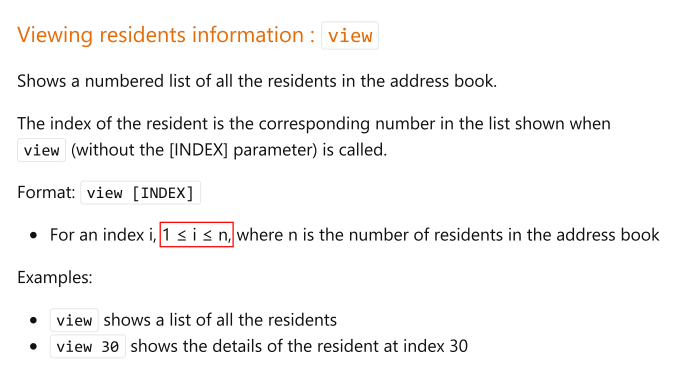 Viewing residents information : view
Shows a numbered list of all the residents in the address book.
The index of the resident is the corresponding number in the list shown when
view (without the [INDEX] parameter) is called.
Format: view [INDEX]
• For an index i, 1 ≤ i ≤ n, where n is the number of residents in the address book
Examples:
• view shows a list of all the residents
• view 30 shows the details of the resident at index 30